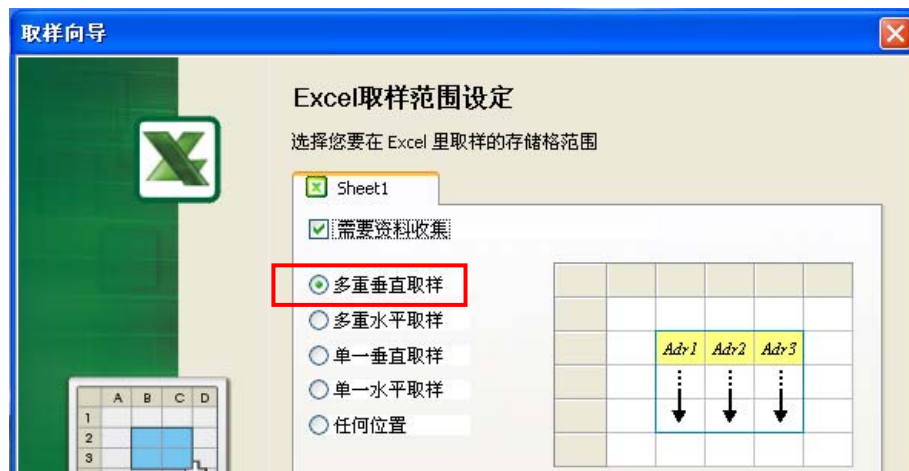 取样向导
Excel取样范围设定
选择您要在 Excel 里取样的存储格范围
Sheet1
需要资料收集
多重垂直取样
多重水平取样
单一垂直取样
单一水平取样
任何位置
Adr1 Adr2 Adr3
A B C D
1
2
3